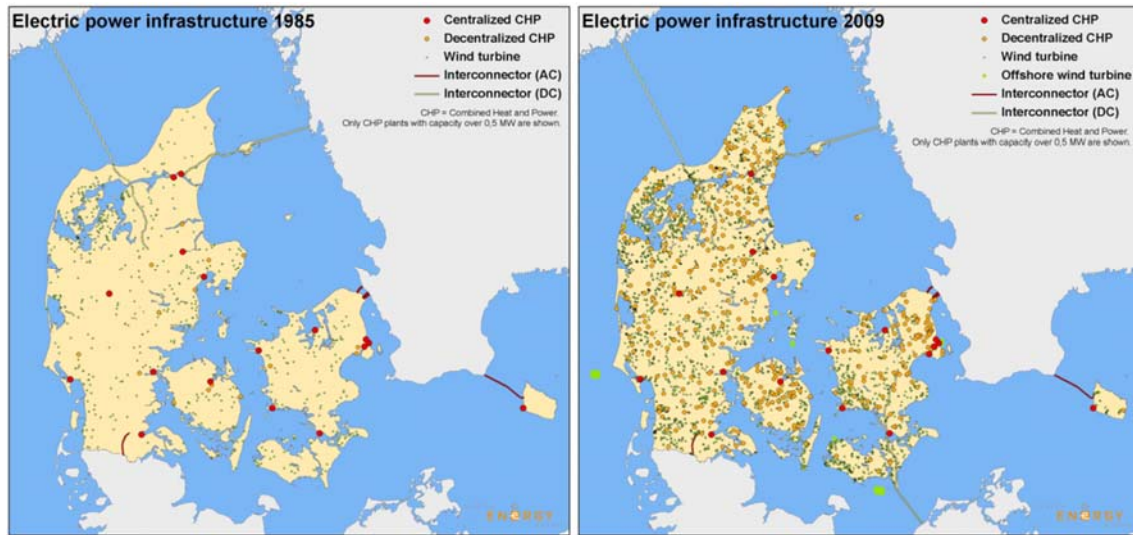 Electric power infrastructure 1985
Centralized CHP
Decentralized CHP
Wind turbine
Interconnector (AC)
Interconnector (DC)
CHP = Combined Heat and Power.
Only CHP plants with capacity over 0,5 MW are shown.
ENERGY
Electric power infrastructure 2009
Centralized CHP
Decentralized CHP
Wind turbine
Offshore wind turbine
Interconnector (AC)
Interconnector (DC)
CHP = Combined Heat and Power.
Only CHP plants with capacity over 0,5 MW are shown.
ENERGY